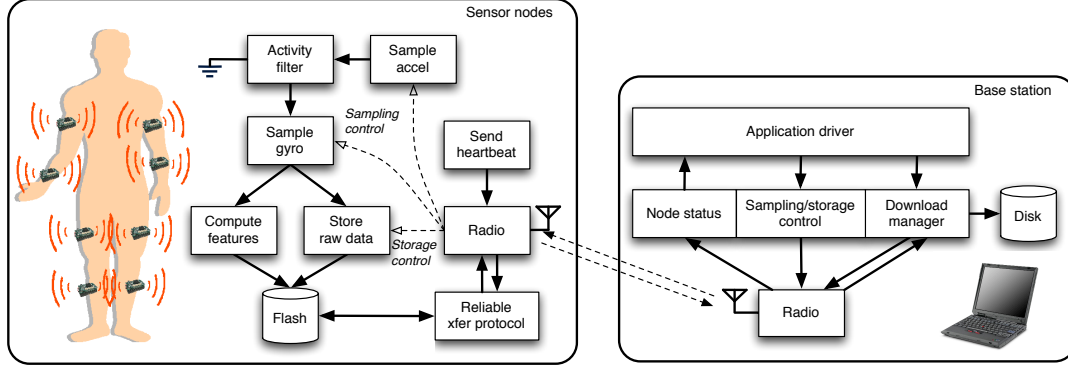 Sensor nodes
Activity
filter
Sample
accel
Sampling
control
Sample
gyro
Send
heartbeat
Compute
features
Store
raw data
Storage
control
Radio
Flash
Reliable
xfer protocol
Base station
Application driver
Node status
Sampling/storage
control
Download
manager
Disk
Radio